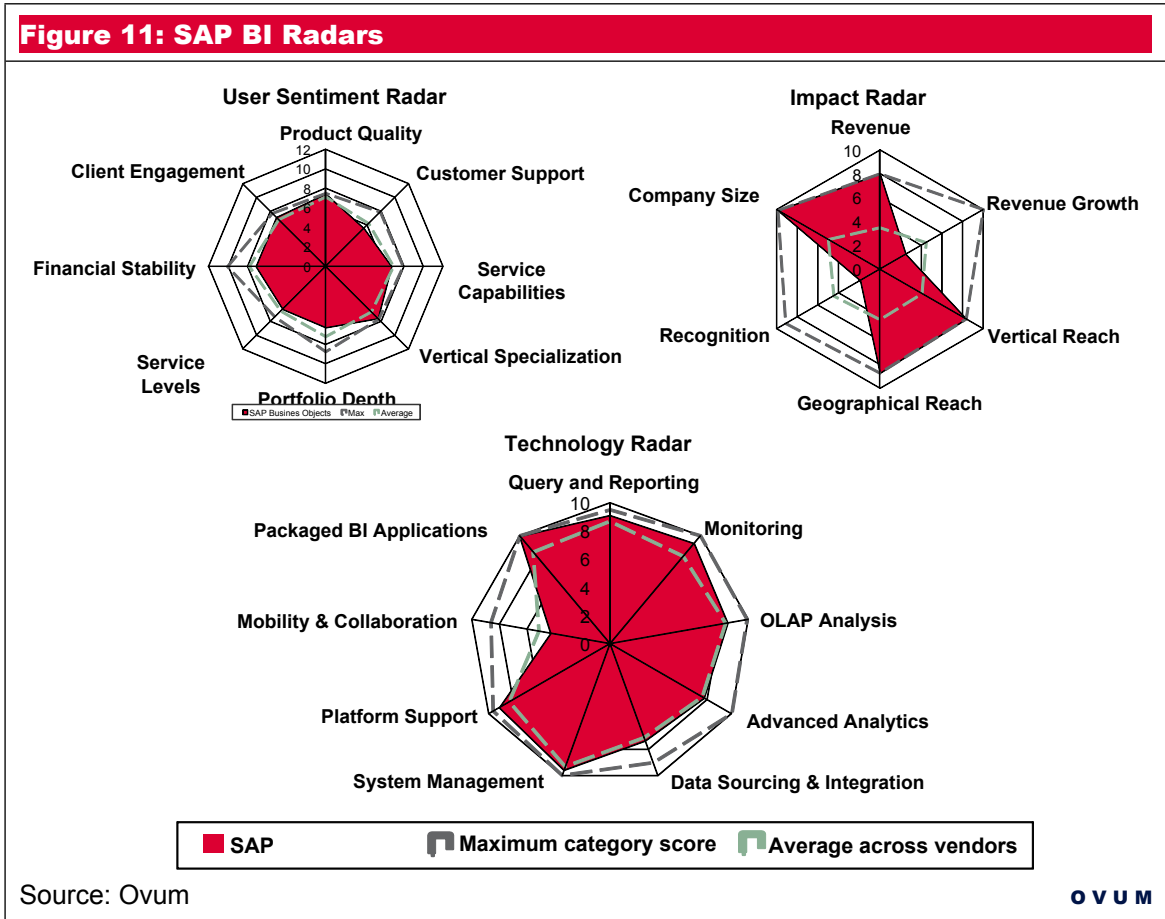 Figure 11: SAP BI Radars
User Sentiment Radar
Product Quality
12
10
8
6
4
2
0
Client Engagement
Customer Support
Financial Stability
Service
Capabilities
Service
Levels
Vertical Specialization
Portfolio Depth
SAP Busines Objects Max Average
Impact Radar
Revenue
10
8
6
4
2
0
Company Size
Revenue Growth
Recognition
Vertical Reach
Geographical Reach
Technology Radar
Query and Reporting
10
8
6
4
2
0
Packaged BI Applications
Monitoring
Mobility & Collaboration
OLAP Analysis
Platform Support
Advanced Analytics
System Management
Data Sourcing & Integration
SAP Maximum category score Average across vendors
Source: Ovum
OVUM